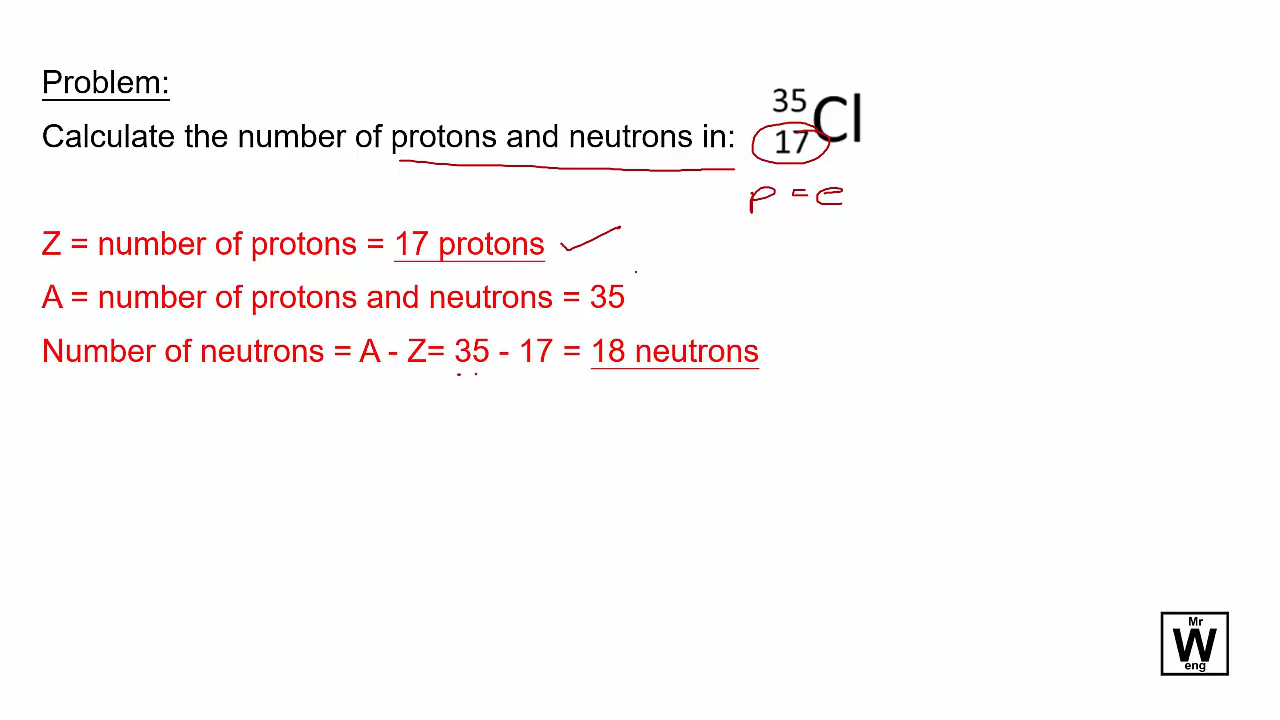 Problem:
Calculate the number of protons and neutrons in:
35
17 Cl
p = e
Z = number of protons = 17 protons
A = number of protons and neutrons = 35
Number of neutrons = A - Z= 35 - 17 = 18 neutrons
Mr
W
eng